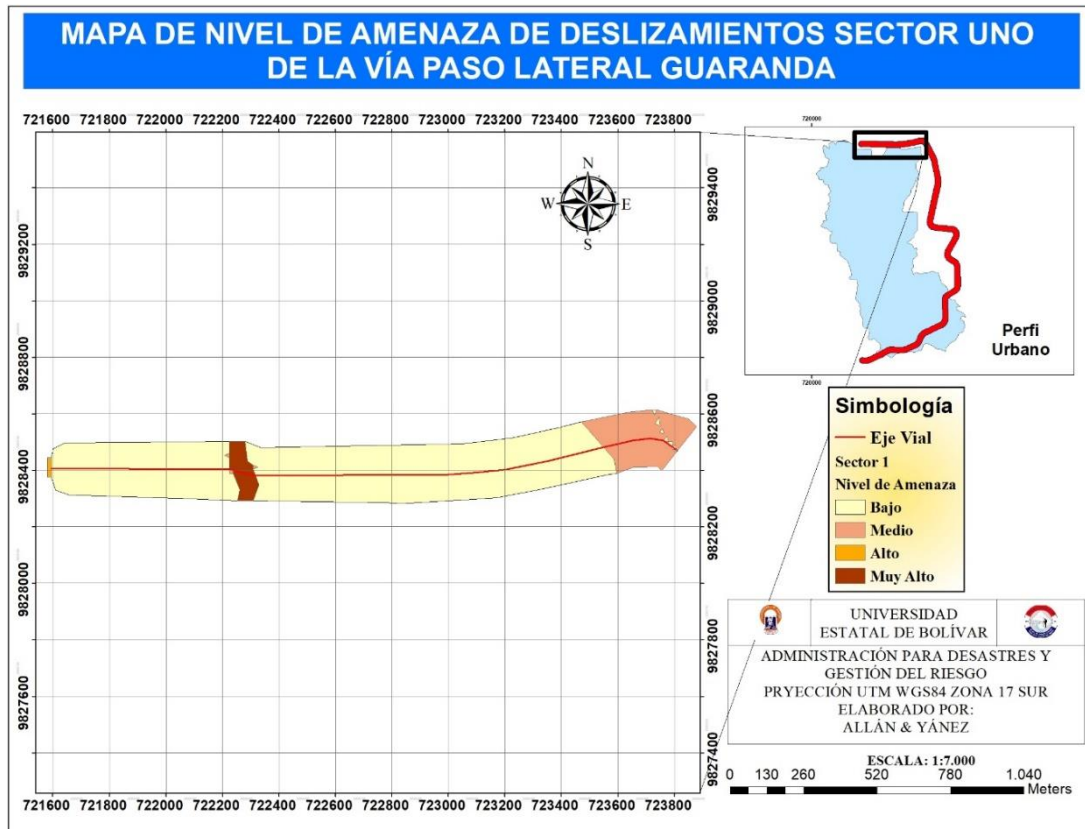 MAPA DE NIVEL DE AMENAZA DE DESLIZAMIENTOS SECTOR UNO
DE LA VÍA PASO LATERAL GUARANDA
721600 721800 722000 722200 722400 722600 722800 723000 723200 723400 723600 723800
9829200
9828800
9828400
9828000
9827600
9829400
9829000
9828600
9828200
9827800
9827400
721600 721800 722000 722200 722400 722600 722800 723000 723200 723400 723600 723800
N
W E
S
720000
Perfi
Urbano
720000
Simbología
Eje Vial
Sector 1
Nivel de Amenaza
Bajo
Medio
Alto
Muy Alto
UNIVERSIDAD
ESTATAL DE BOLÍVAR
ADMINISTRACIÓN PARA DESASTRES Y
GESTIÓN DEL RIESGO
PRYECCIÓN UTM WGS84 ZONA 17 SUR
ELABORADO POR:
ALLÁN & YÁNEZ
ESCALA: 1:7.000
0 130 260 520 780 1.040
Meters